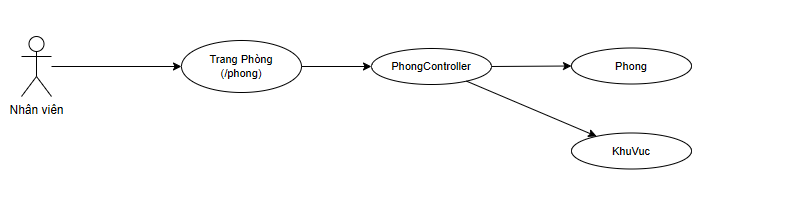 Trang Phòng
(/phong)
PhongController
Phong
Nhân viên
KhuVuc